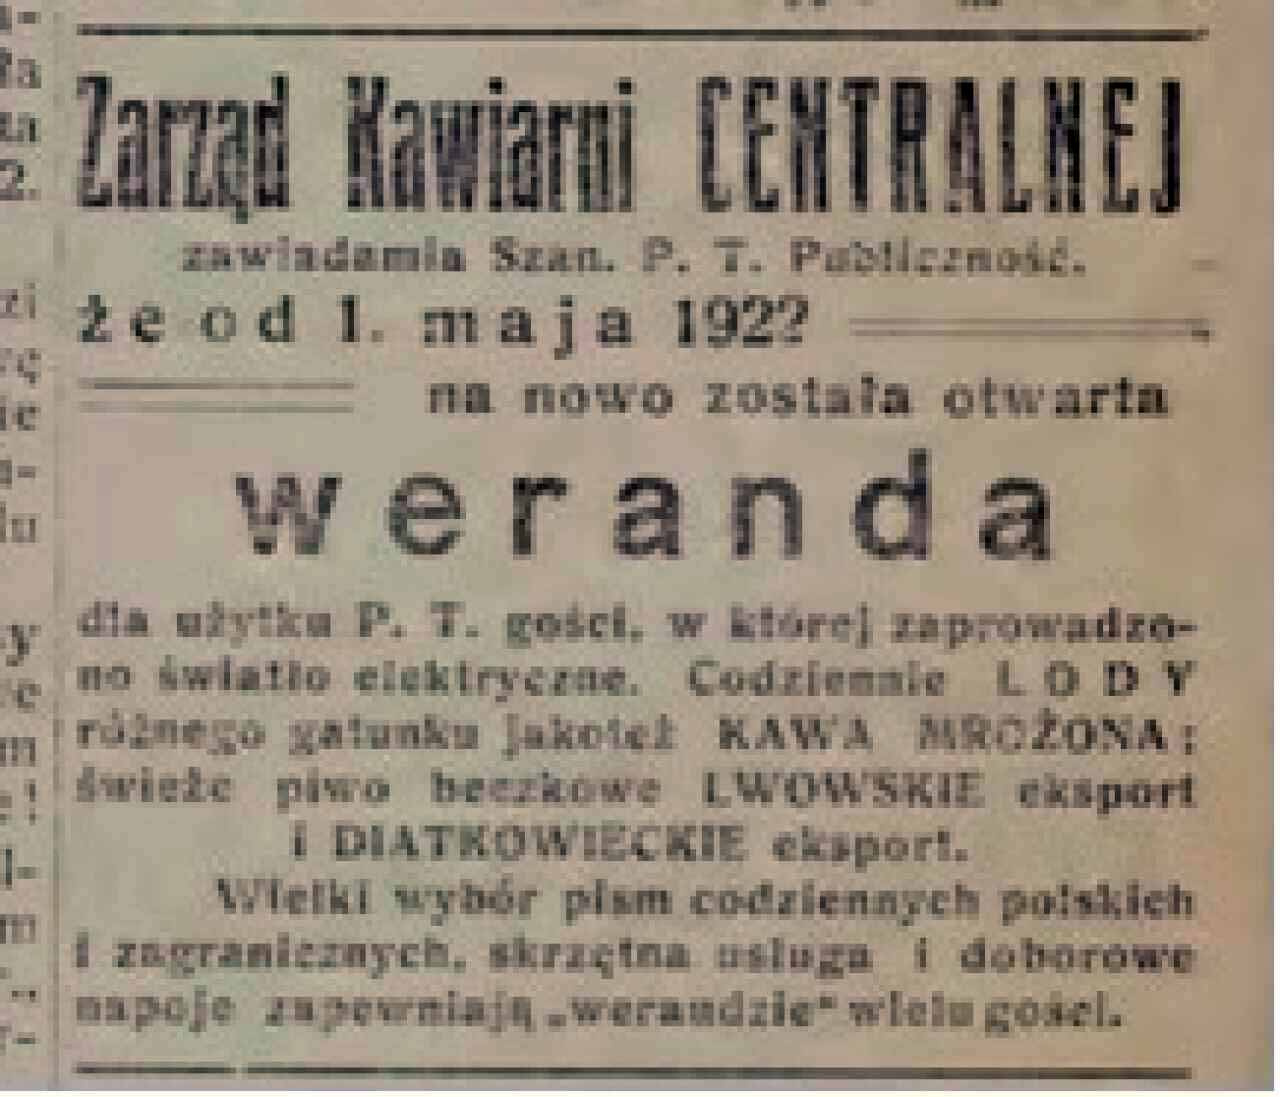 Zarząd Kawiarni CENTRALNEJ
zawiadamia Szan. P. T. Publiczność,
że od 1. maja 1922
na nowo została otwarta
weranda
dla użytku P. T. gości, w której zaprowadzo-
no światło elektryczne. Codziennie LODY
różnego gatunku jakoteż KAWA MROŻONA;
świeże piwo beczkowe LWOWSKIE eksport
i DIATKOWIECKIE eksport.
Wielki wybór pism codziennych polskich
i zagranicznych, skrzętna usługa i doborowe
napoje zapewniają „werandzie" wielu gości.